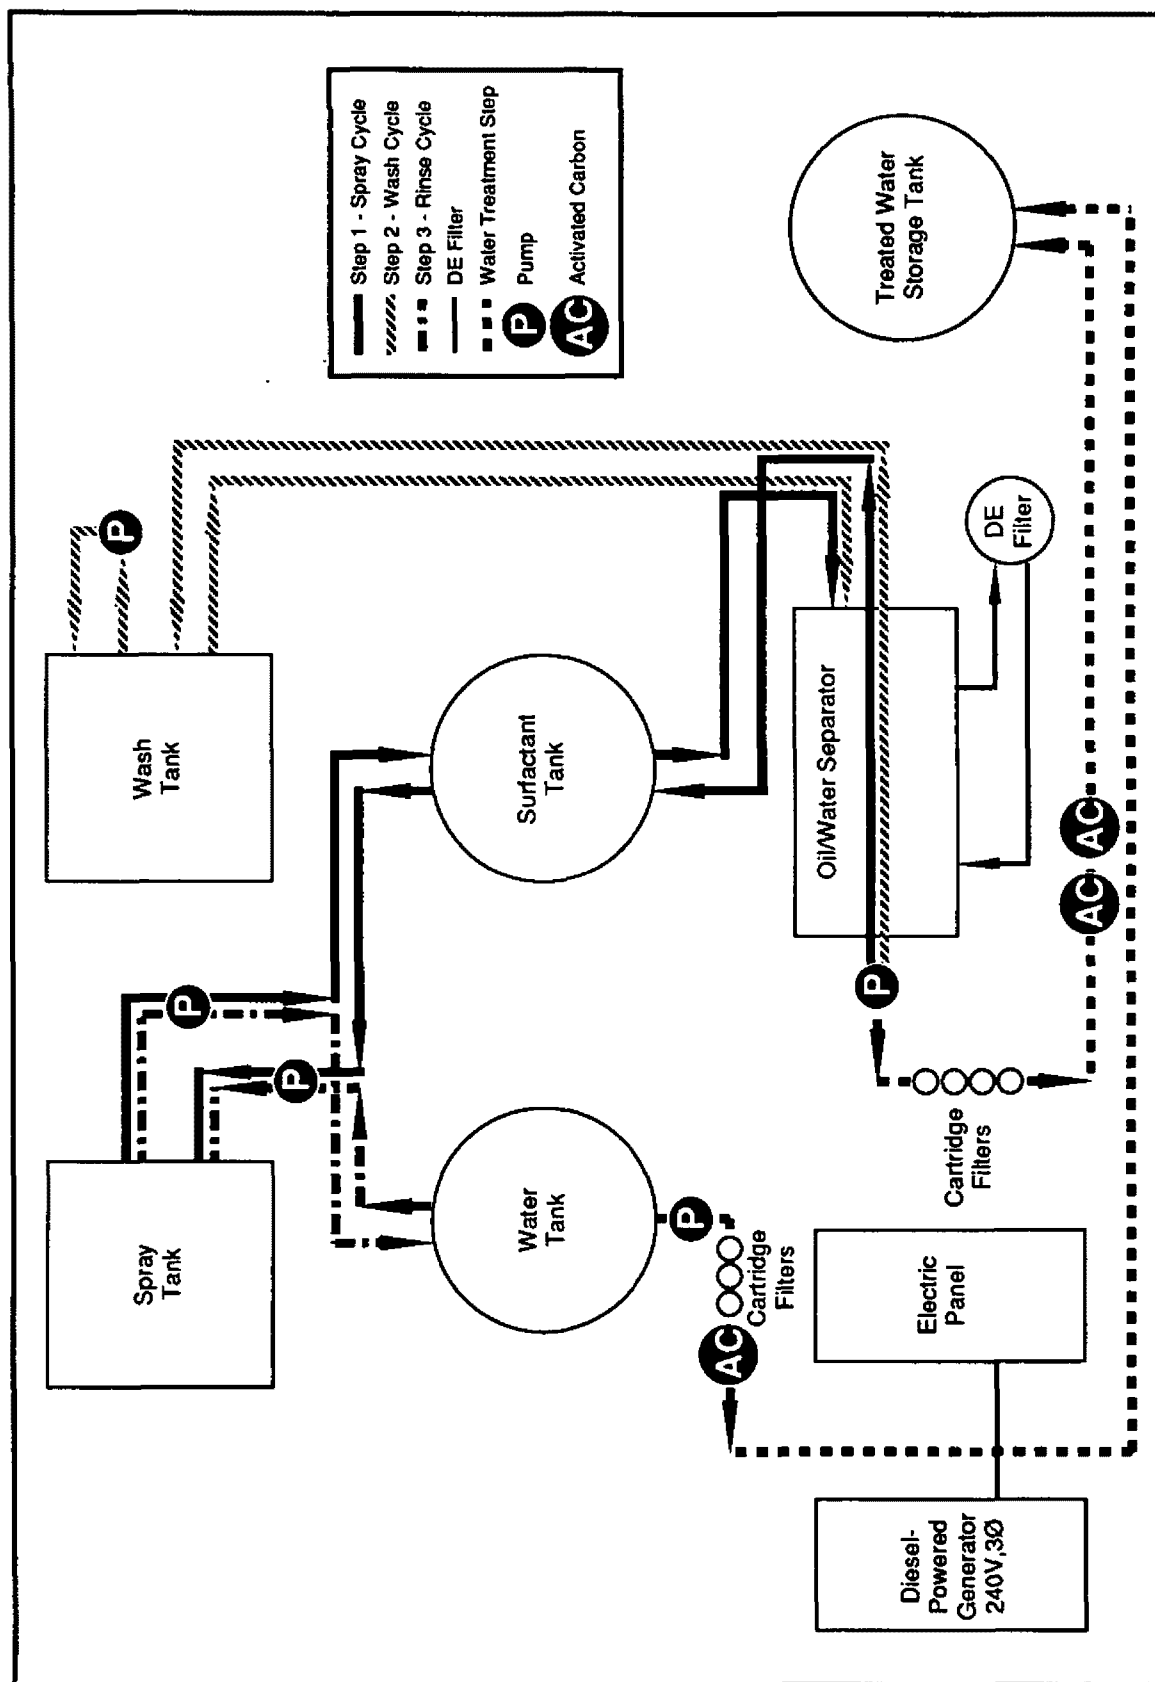 Spray
Tank
Wash
Tank
Step 1 - Spray Cycle
Step 2 - Wash Cycle
Step 3 - Rinse Cycle
DE Filter
Water Treatment Step
P
Pump
AC
Activated Carbon
P
P
P
Water
Tank
Surfactant
Tank
P
AC
Cartridge
Filters
Oil/Water Separator
P
Treated Water
Storage Tank
Diesel-
Powered
Generator
240V,3Ø
Electric
Panel
Cartridge
Filters
DE
Filter
AC
AC